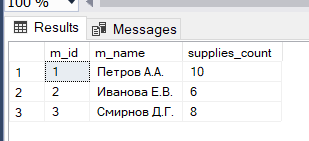 100 %
Results Messages
m_id m_name supplies_count
1 1 Петров А.А. 10
2 2 Иванова Е.В. 6
3 3 Смирнов Д.Г. 8